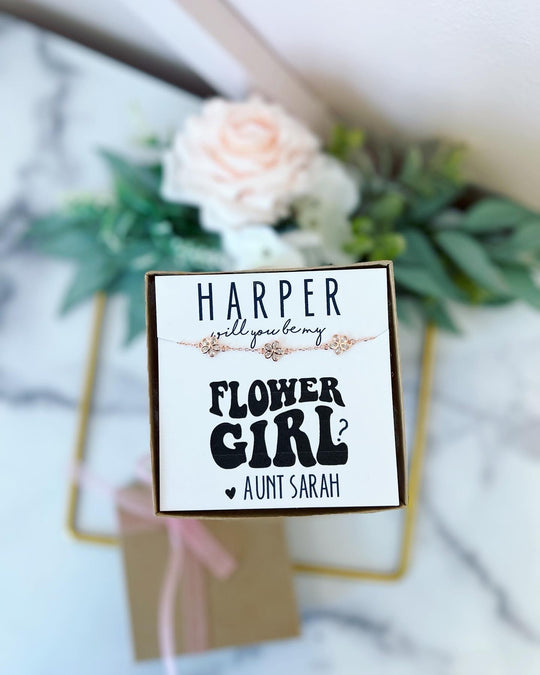 HARPER
will you be my
FLOWER
GIRL?
♥ AUNT SARAH